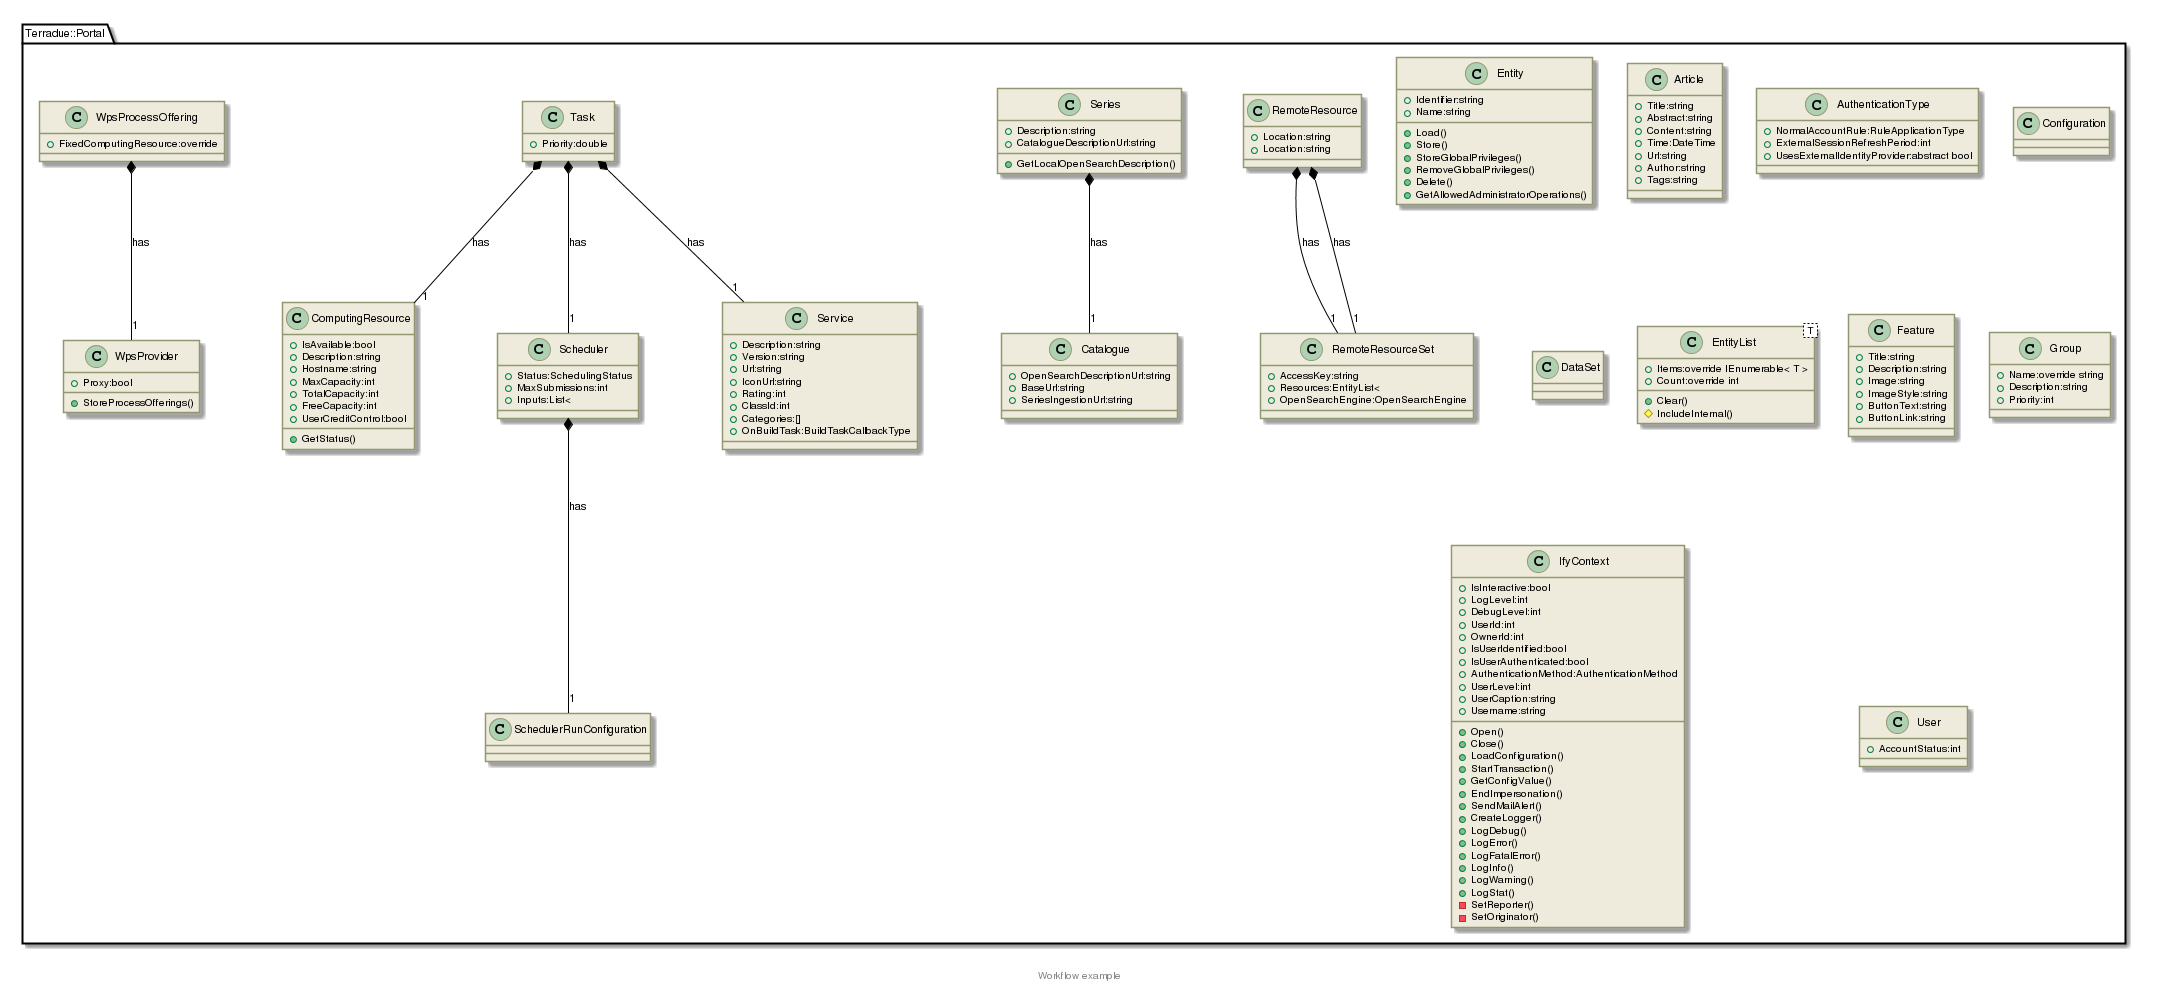 Terradue::Portal
C WpsProcessOffering
FixedComputingResource:override
C Task
Priority:double
C Series
Description:string
CatalogueDescriptionUrl:string
GetLocalOpenSearchDescription()
C RemoteResource
Location:string
Location:string
C Entity
Identifier:string
Name:string
Load()
Store()
StoreGlobalPrivileges()
RemoveGlobalPrivileges()
Delete()
GetAllowedAdministratorOperations()
C Article
Title:string
Abstract:string
Content:string
Time:DateTime
Url:string
Author:string
Tags:string
C AuthenticationType
NormalAccountRule:RuleApplicationType
ExternalSessionRefreshPeriod:int
UsesExternalIdentityProvider:abstract bool
C Configuration
has
has
has
has
has
has
has
1
1
1
1
1
1
1
C WpsProvider
Proxy:bool
StoreProcessOfferings()
C ComputingResource
IsAvailable:bool
Description:string
Hostname:string
MaxCapacity:int
TotalCapacity:int
FreeCapacity:int
UserCreditControl:bool
GetStatus()
C Scheduler
Status:SchedulingStatus
MaxSubmissions:int
Inputs:List<
C Service
Description:string
Version:string
Url:string
IconUrl:string
Rating:int
ClassId:int
Categories:[]
OnBuildTask:BuildTaskCallbackType
C Catalogue
OpenSearchDescriptionUrl:string
BaseUrl:string
SeriesIngestionUrl:string
C RemoteResourceSet
AccessKey:string
Resources:EntityList<
OpenSearchEngine:OpenSearchEngine
C DataSet
C EntityList
T
Items:override IEnumerable< T >
Count:override int
Clear()
IncludeInternal()
C Feature
Title:string
Description:string
Image:string
ImageStyle:string
ButtonText:string
ButtonLink:string
C Group
Name:override string
Description:string
Priority:int
has
1
C SchedulerRunConfiguration
C IfyContext
IsInteractive:bool
LogLevel:int
DebugLevel:int
UserId:int
OwnerId:int
IsUserIdentified:bool
IsUserAuthenticated:bool
AuthenticationMethod:AuthenticationMethod
UserLevel:int
UserCaption:string
Username:string
Open()
Close()
LoadConfiguration()
StartTransaction()
GetConfigValue()
EndImpersonation()
SendMailAlert()
CreateLogger()
LogDebug()
LogError()
LogFatalError()
LogInfo()
LogWarning()
LogStat()
SetReporter()
SetOriginator()
C User
AccountStatus:int
Workflow example